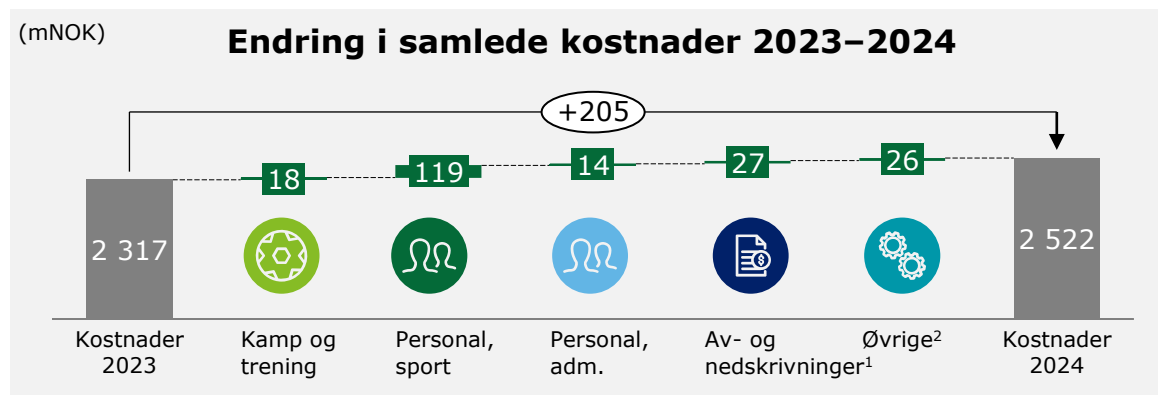 (mNOK)
Endring i samlede kostnader 2023–2024
+205
2 317
18
119
14
27
26
2 522
Kostnader
2023
Kamp og
trening
Personal,
sport
Personal,
adm.
Av- og
nedskrivninger¹
Øvrige²
Kostnader
2024